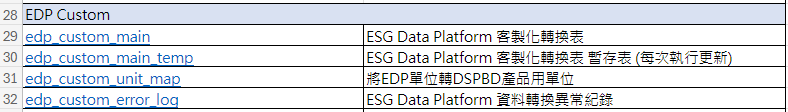 28 EDP Custom
29 edp_custom_main ESG Data Platform 客製化轉換表
30 edp_custom_main_temp ESG Data Platform 客製化轉換表 暫存表 (每次執行更新)
31 edp_custom_unit_map 將EDP單位轉DSPBD產品用單位
32 edp_custom_error_log ESG Data Platform 資料轉換異常紀錄